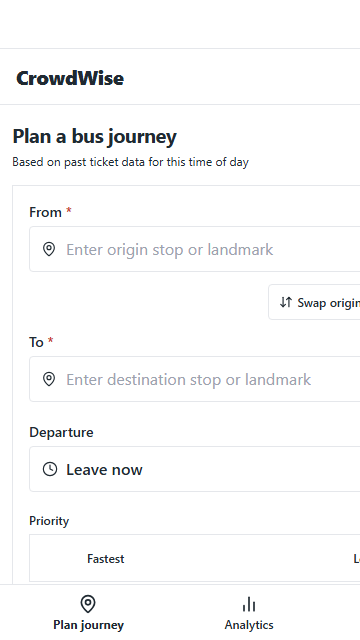 CrowdWise
Plan a bus journey
Based on past ticket data for this time of day
From *
Enter origin stop or landmark
Swap origin
To *
Enter destination stop or landmark
Departure
Leave now
Priority
Fastest
Plan journey
Analytics